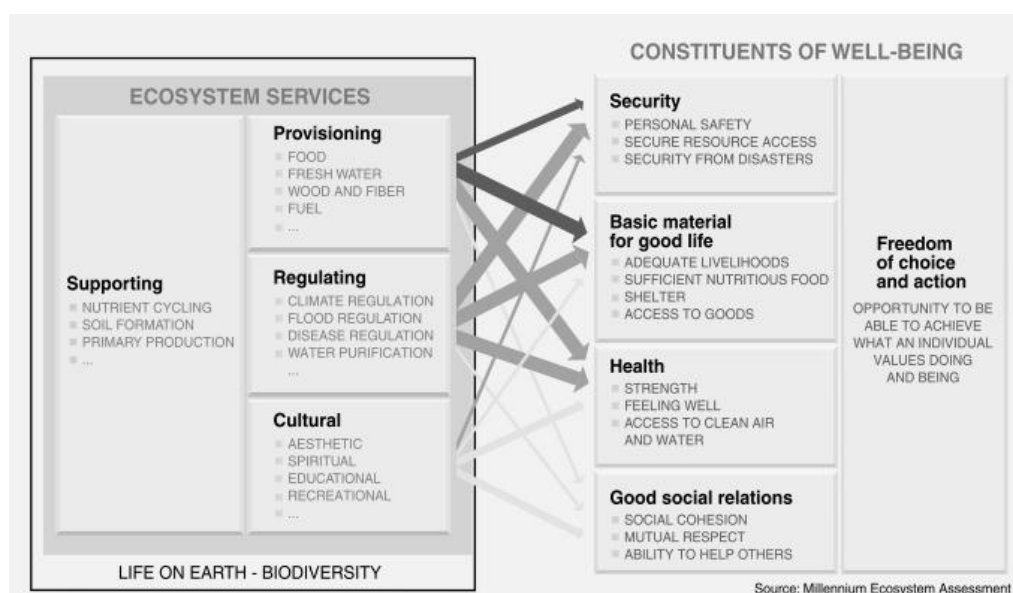 CONSTITUENTS OF WELL-BEING
ECOSYSTEM SERVICES
Supporting
NUTRIENT CYCLING
SOIL FORMATION
PRIMARY PRODUCTION
...
Provisioning
FOOD
FRESH WATER
WOOD AND FIBER
FUEL
...
Regulating
CLIMATE REGULATION
FLOOD REGULATION
DISEASE REGULATION
WATER PURIFICATION
...
Cultural
AESTHETIC
SPIRITUAL
EDUCATIONAL
RECREATIONAL
...
LIFE ON EARTH - BIODIVERSITY
Security
PERSONAL SAFETY
SECURE RESOURCE ACCESS
SECURITY FROM DISASTERS
Basic material
for good life
ADEQUATE LIVELIHOODS
SUFFICIENT NUTRITIOUS FOOD
SHELTER
ACCESS TO GOODS
Health
STRENGTH
FEELING WELL
ACCESS TO CLEAN AIR
AND WATER
Good social relations
SOCIAL COHESION
MUTUAL RESPECT
ABILITY TO HELP OTHERS
Freedom
of choice
and action
OPPORTUNITY TO BE
ABLE TO ACHIEVE
WHAT AN INDIVIDUAL
VALUES DOING
AND BEING
Source: Millennium Ecosystem Assessment